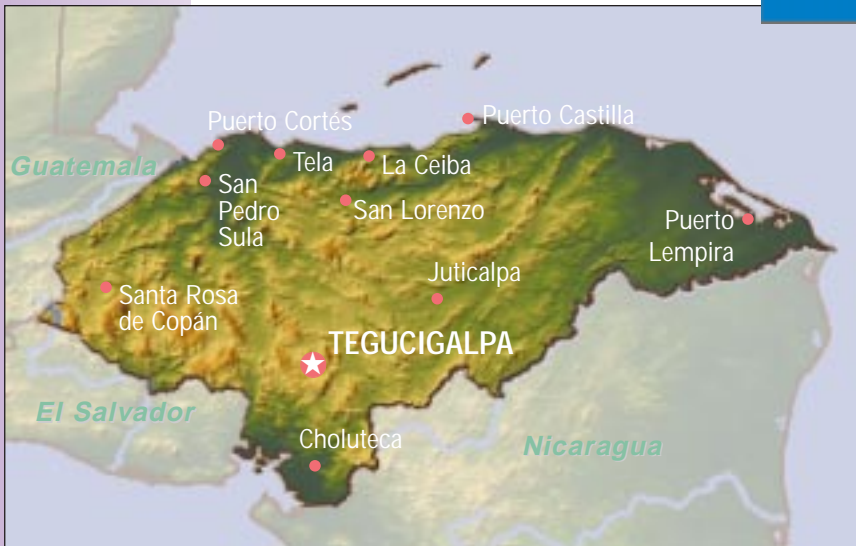 Puerto Castilla
Puerto Cortés
Guatemala
Tela
La Ceiba
San
Pedro
Sula
San Lorenzo
Puerto
Lempira
Juticalpa
Santa Rosa
de Copán
TEGUCIGALPA
El Salvador
Choluteca
Nicaragua